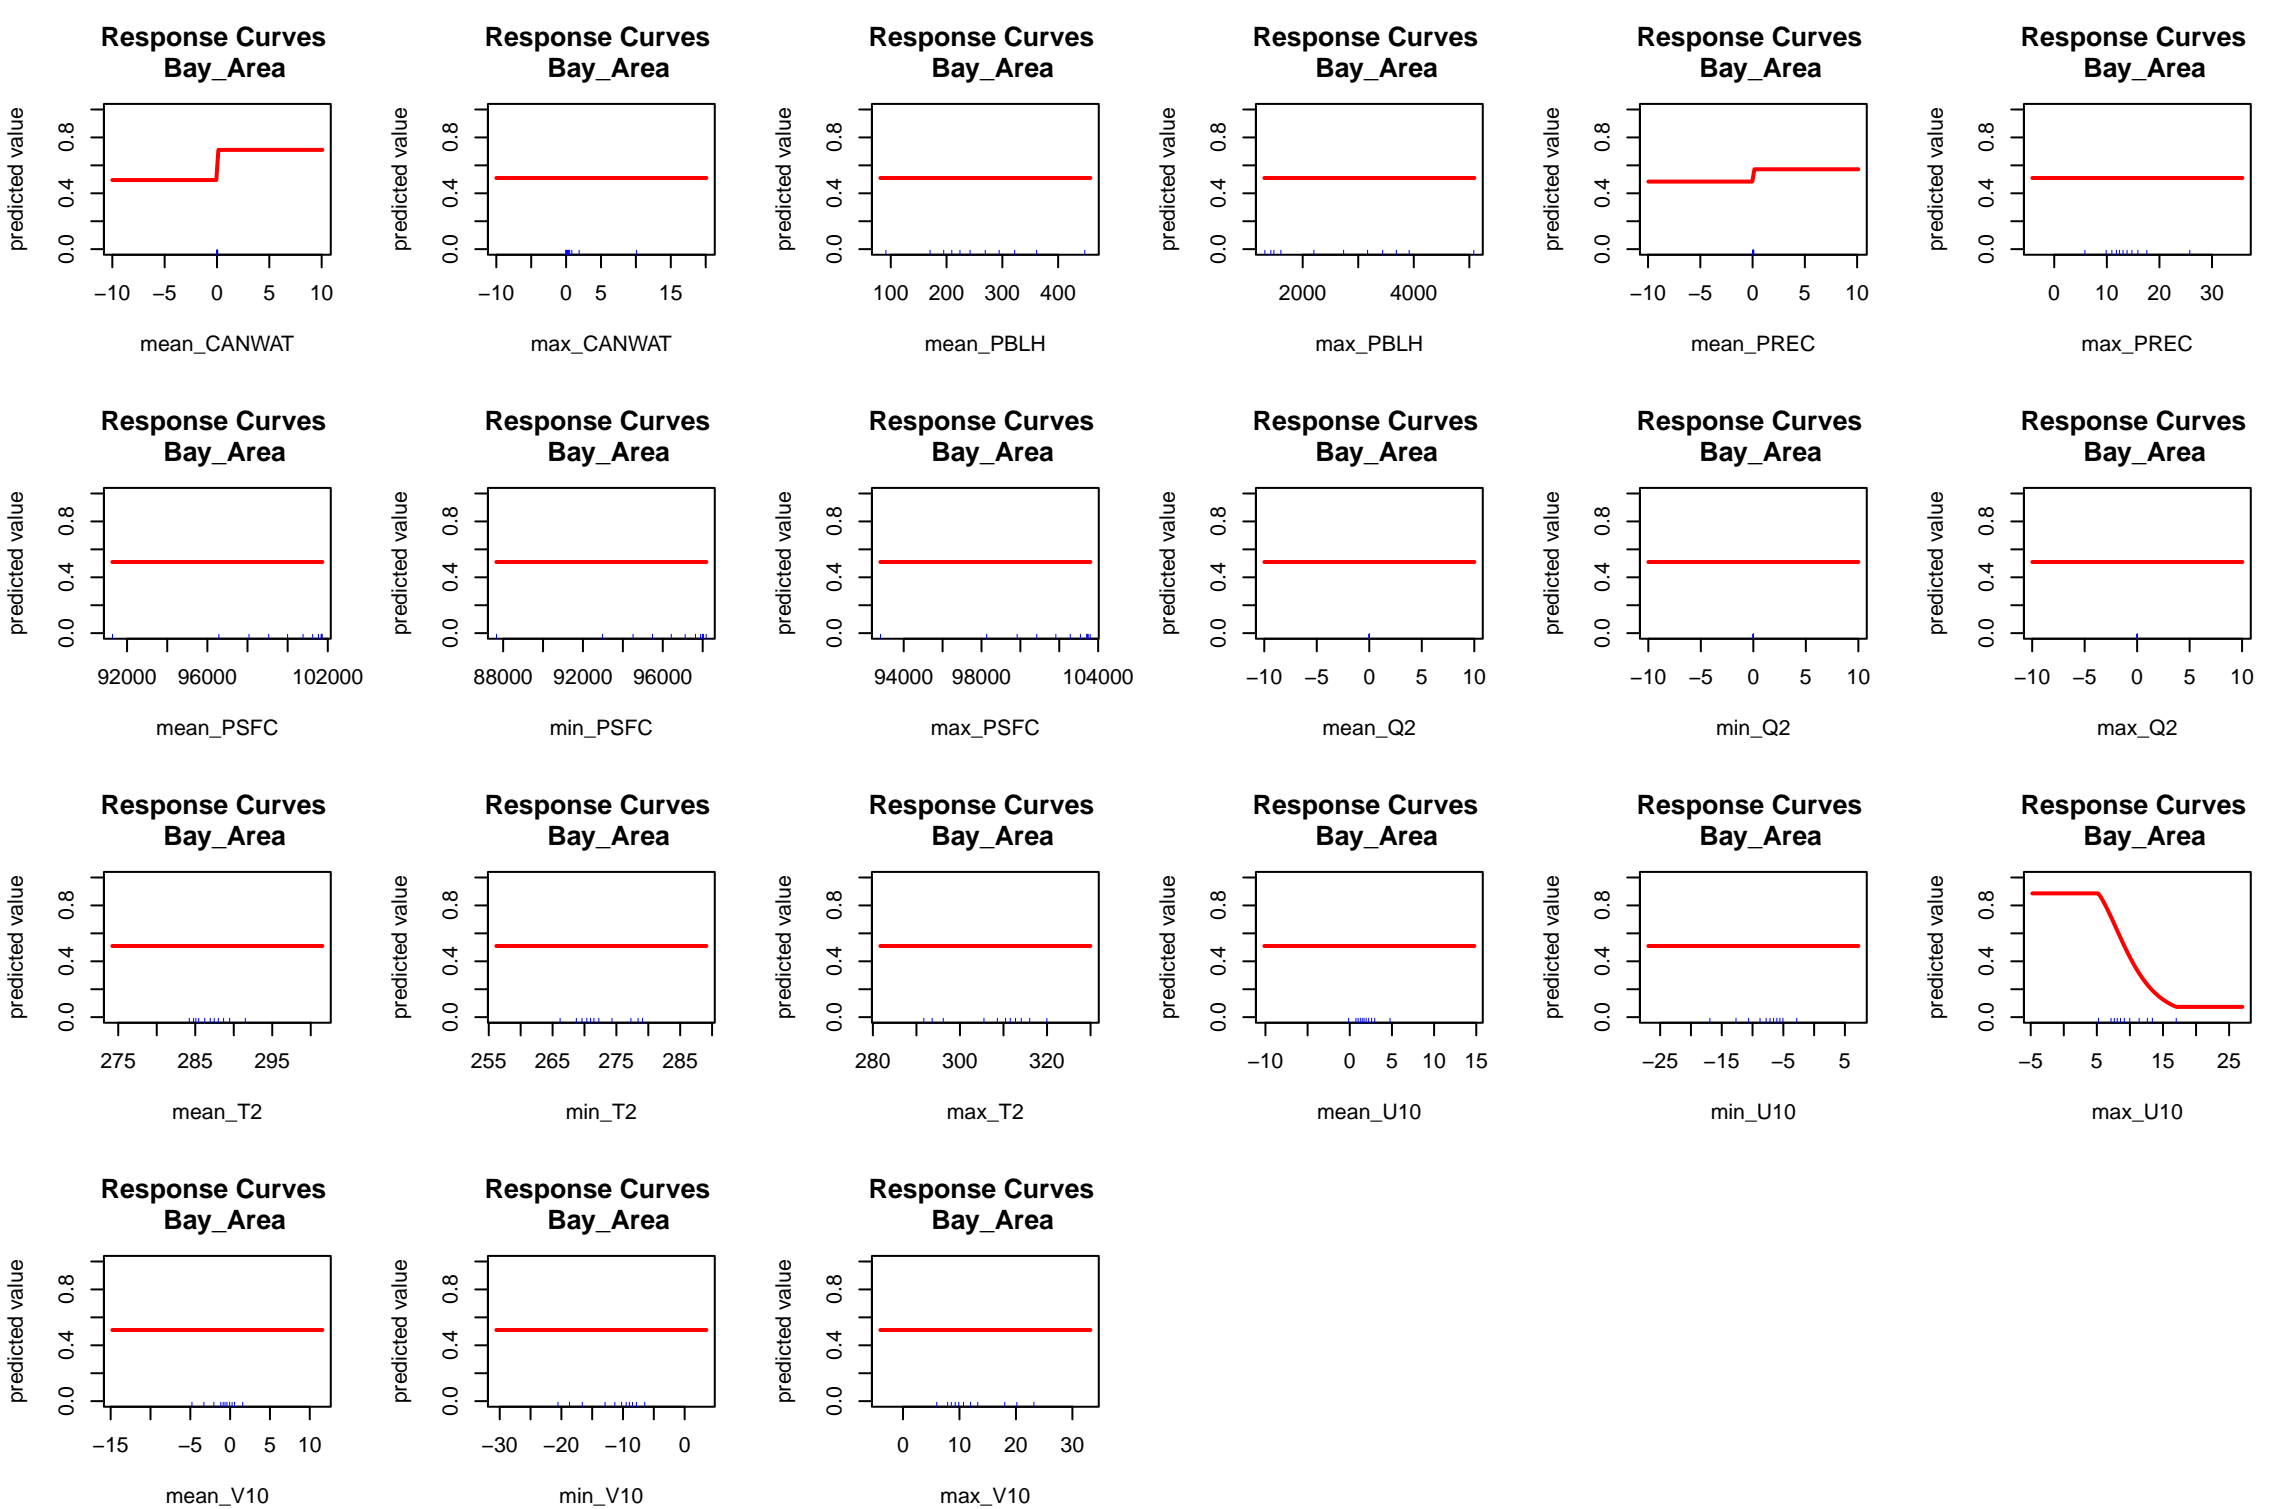 Response Curves
Bay_Area
predicted value
0.0 0.4 0.8
−10 −5 0 5 10
mean_CANWAT
Response Curves
Bay_Area
predicted value
0.0 0.4 0.8
−10 0 5 15
max_CANWAT
Response Curves
Bay_Area
predicted value
0.0 0.4 0.8
100 200 300 400
mean_PBLH
Response Curves
Bay_Area
predicted value
0.0 0.4 0.8
2000 4000
max_PBLH
Response Curves
Bay_Area
predicted value
0.0 0.4 0.8
−10 −5 0 5 10
mean_PREC
Response Curves
Bay_Area
predicted value
0.0 0.4 0.8
0 10 20 30
max_PREC
Response Curves
Bay_Area
predicted value
0.0 0.4 0.8
92000 96000 102000
mean_PSFC
Response Curves
Bay_Area
predicted value
0.0 0.4 0.8
88000 92000 96000
min_PSFC
Response Curves
Bay_Area
predicted value
0.0 0.4 0.8
94000 98000 104000
max_PSFC
Response Curves
Bay_Area
predicted value
0.0 0.4 0.8
−10 −5 0 5 10
mean_Q2
Response Curves
Bay_Area
predicted value
0.0 0.4 0.8
−10 −5 0 5 10
min_Q2
Response Curves
Bay_Area
predicted value
0.0 0.4 0.8
−10 −5 0 5 10
max_Q2
Response Curves
Bay_Area
predicted value
0.0 0.4 0.8
275 285 295
mean_T2
Response Curves
Bay_Area
predicted value
0.0 0.4 0.8
255 265 275 285
min_T2
Response Curves
Bay_Area
predicted value
0.0 0.4 0.8
280 300 320
max_T2
Response Curves
Bay_Area
predicted value
0.0 0.4 0.8
−10 0 5 10 15
mean_U10
Response Curves
Bay_Area
predicted value
0.0 0.4 0.8
−25 −15 −5 5
min_U10
Response Curves
Bay_Area
predicted value
0.0 0.4 0.8
−5 5 15 25
max_U10
Response Curves
Bay_Area
predicted value
0.0 0.4 0.8
−15 −5 0 5 10
mean_V10
Response Curves
Bay_Area
predicted value
0.0 0.4 0.8
−30 −20 −10 0
min_V10
Response Curves
Bay_Area
predicted value
0.0 0.4 0.8
0 10 20 30
max_V10